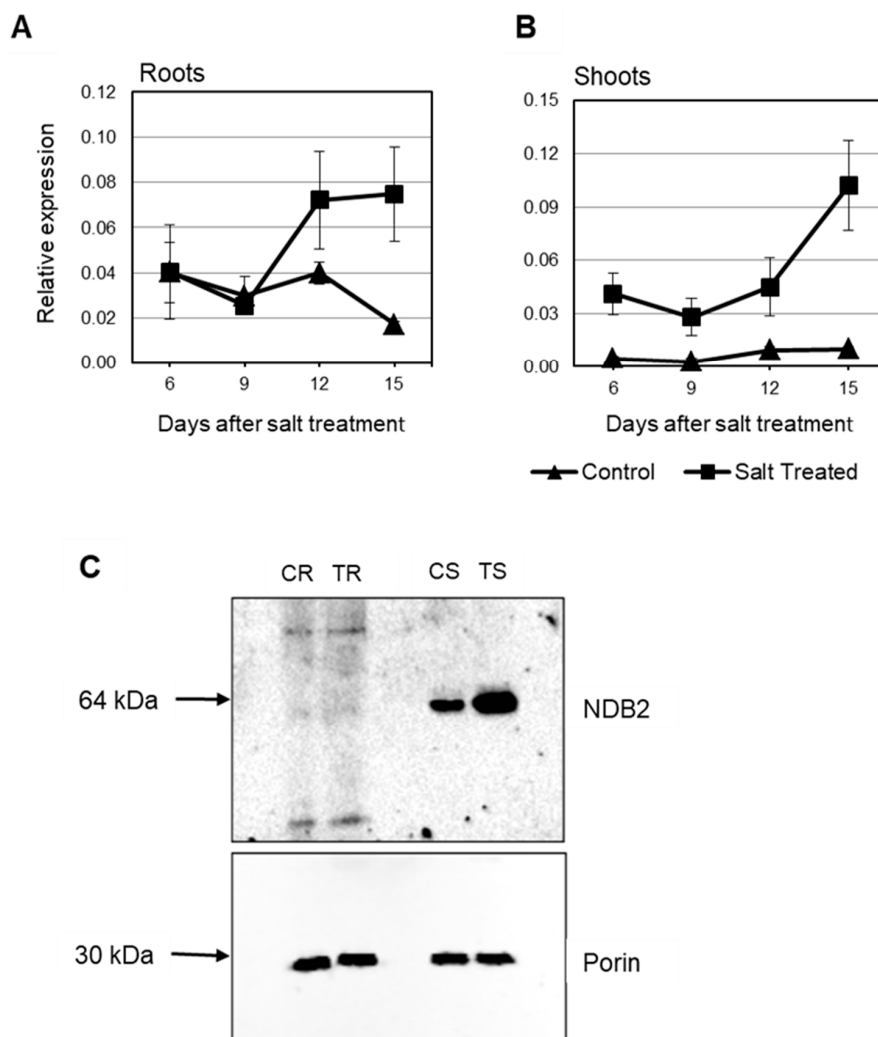 A
B
Roots
Shoots
0.12
0.10
0.08
0.06
0.04
0.02
0.00
Relative expression
6 9 12 15
Days after salt treatment
0.15
0.12
0.09
0.06
0.03
0.00
6 9 12 15
Days after salt treatment
Control Salt Treated
C
CR TR CS TS
64 kDa
NDB2
30 kDa
Porin